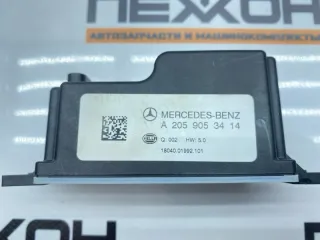 ПЕХХОН
АВТОЗАПЧАСТИ И МАШИНОКОМПЛЕКТЫ
MERCEDES-BENZ
A 205 905 34 14
HELLA
Q 002 HW 5.0
18040.01992.101